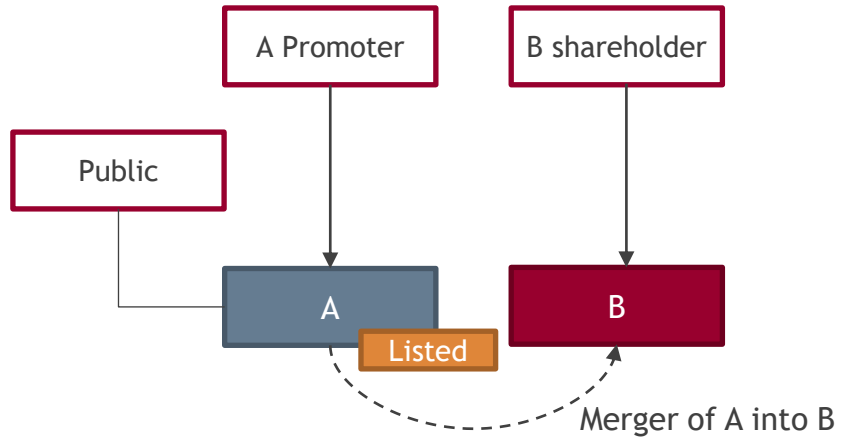 A Promoter
B shareholder
Public
A
B
Listed
Merger of A into B